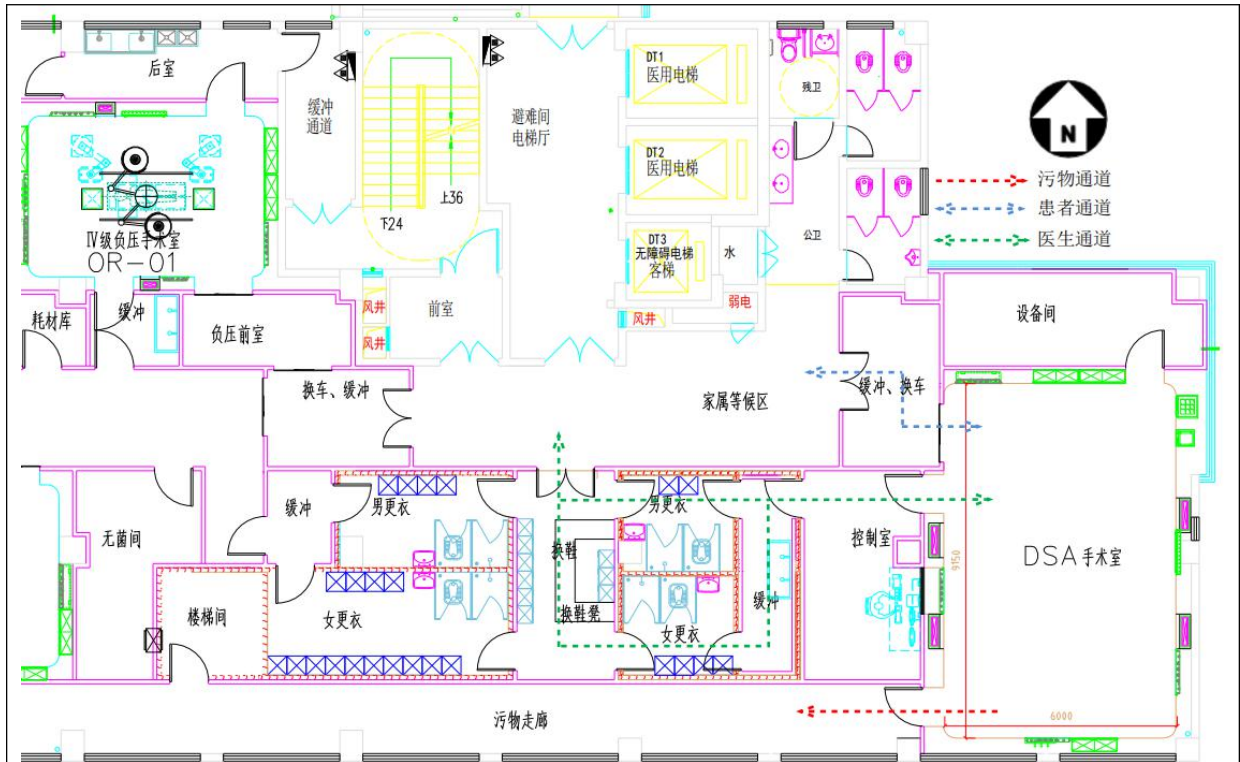 后室
缓冲
通道
避难间
电梯厅
DT1
医用电梯
DT2
医用电梯
DT3
无障碍电梯
客梯
残卫
公卫
水
弱电
上36
下24
N
污物通道
患者通道
医生通道
IV级负压手术室
OR-01
耗材库
缓冲
负压前室
风井
风井
前室
风井
设备间
换车、缓冲
家属等候区
缓冲、换车
无菌间
缓冲
男更衣
换鞋
男更衣
控制室
DSA手术室
9150
楼梯间
女更衣
换鞋凳
女更衣
缓冲
污物走廊
6000